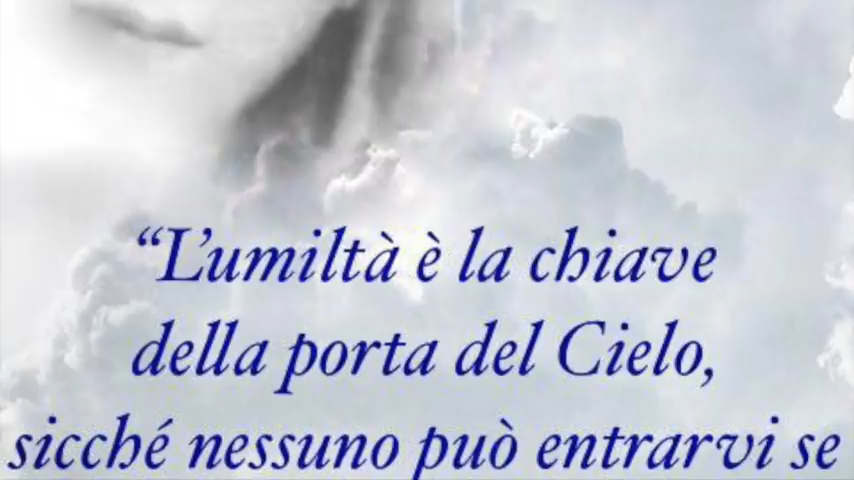 “L’umiltà è la chiave
della porta del Cielo,
sicché nessuno può entrarvi se